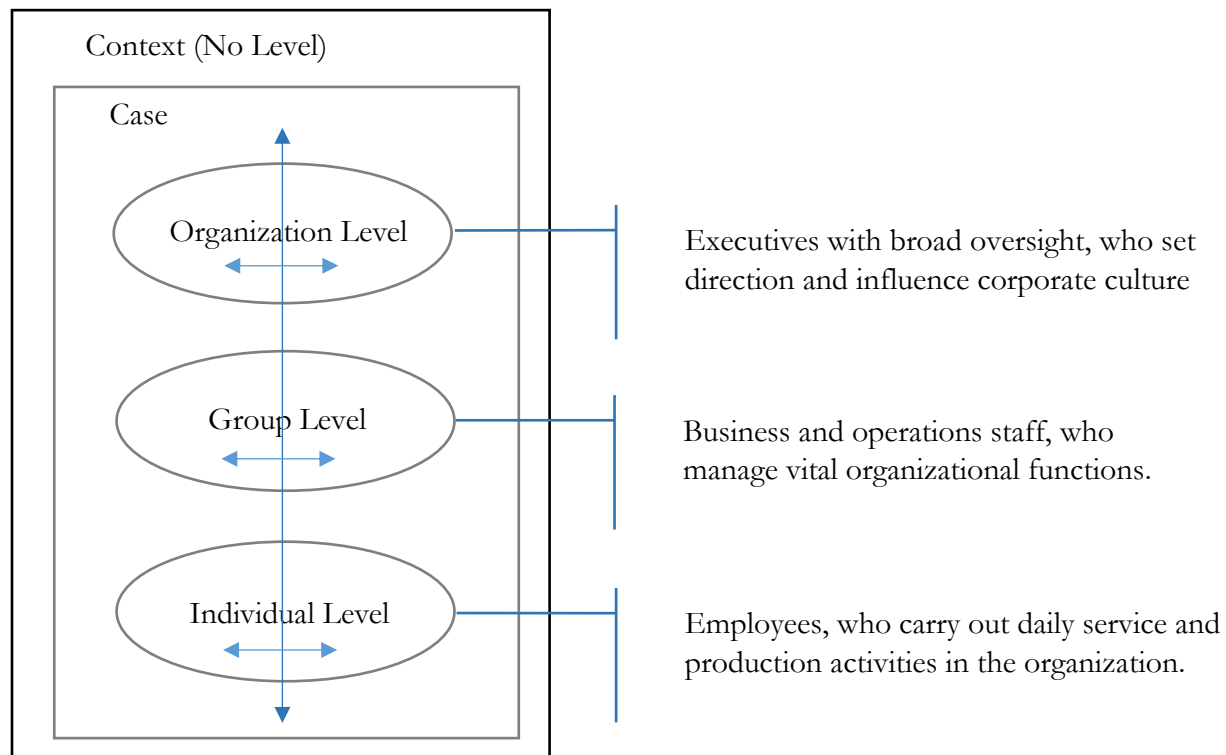 Context (No Level)
Case
Organization Level
Executives with broad oversight, who set
direction and influence corporate culture
Group Level
Business and operations staff, who
manage vital organizational functions.
Individual Level
Employees, who carry out daily service and
production activities in the organization.